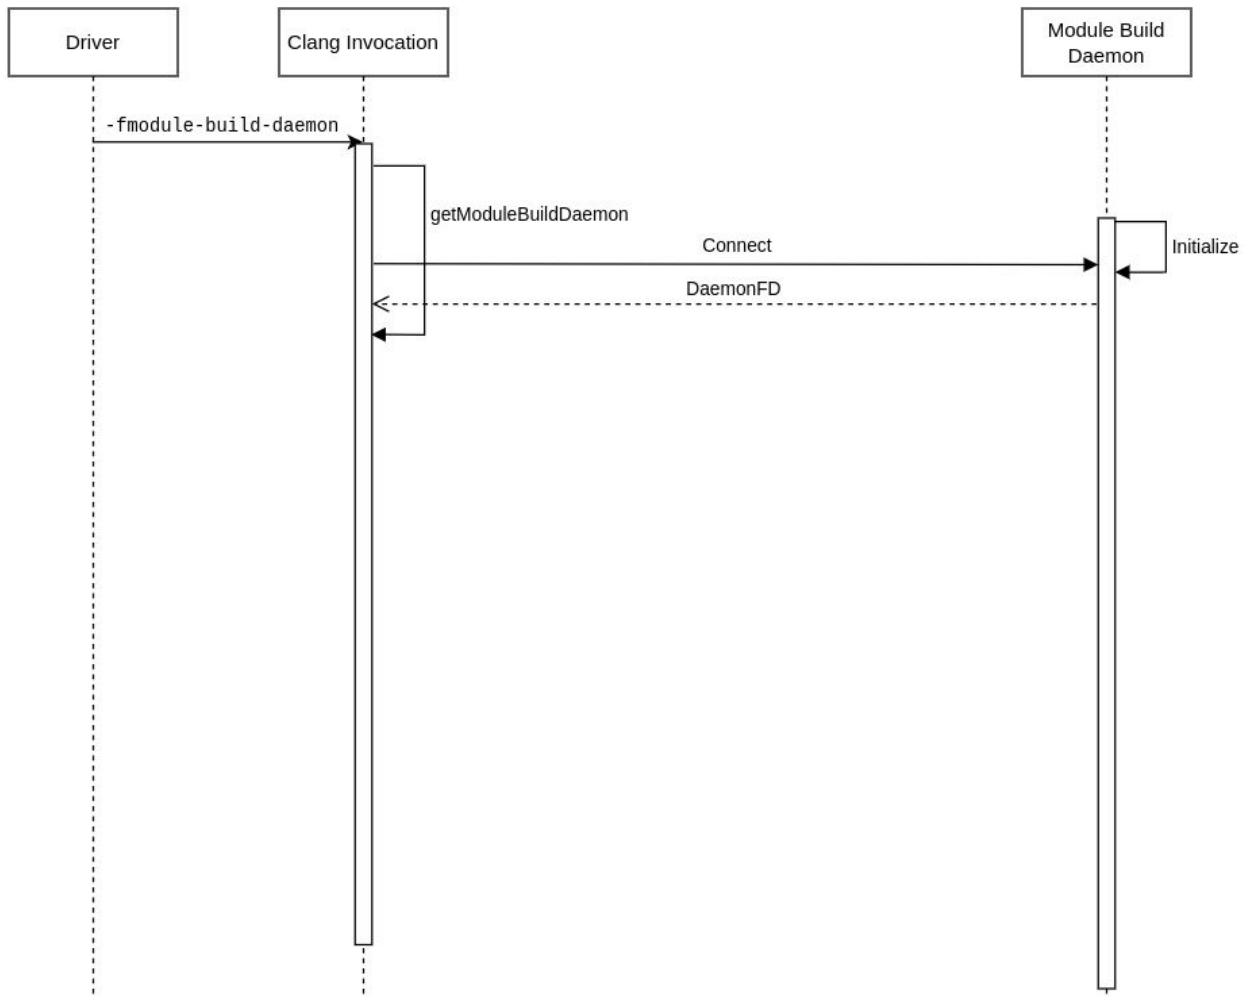 Driver
Clang Invocation
Module Build
Daemon
-fmodule-build-daemon
getModuleBuildDaemon
Connect
Initialize
DaemonFD